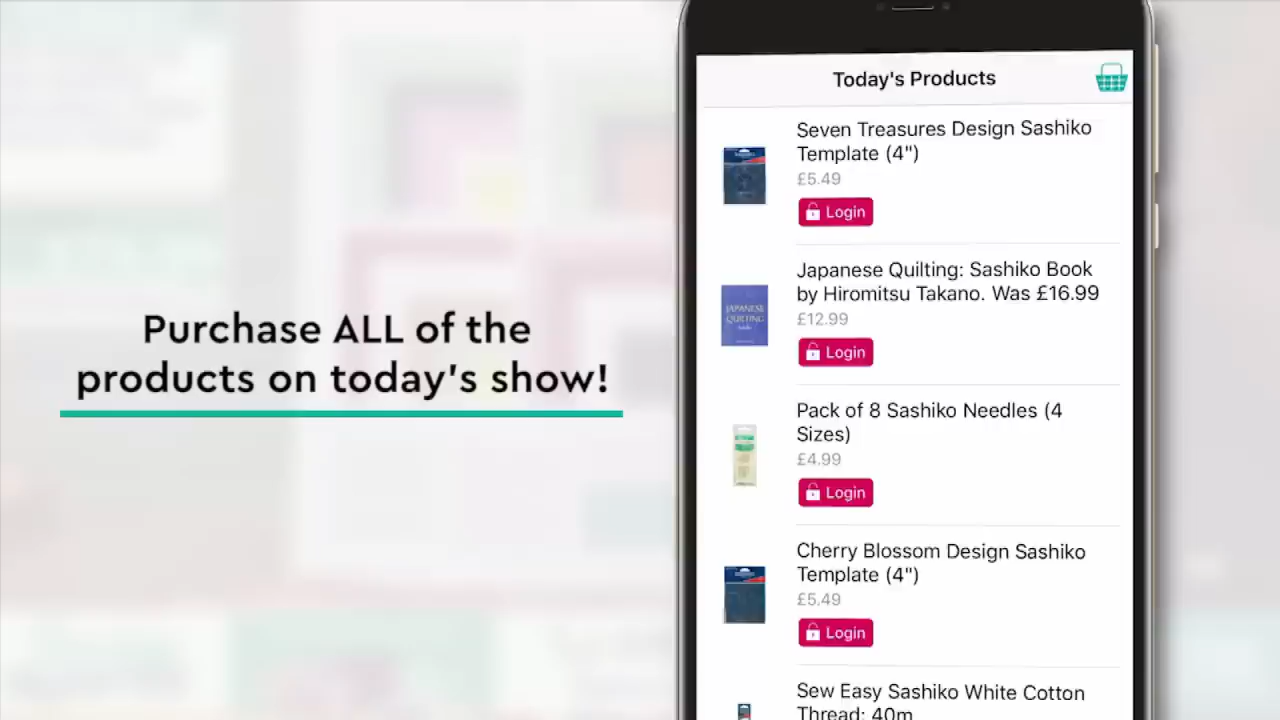 Purchase ALL of the
products on today's show!
Today's Products
Seven Treasures Design Sashiko
Template (4")
£5.49
Login
JAPANESE
QUILTING
Japanese Quilting: Sashiko Book
by Hiromitsu Takano. Was £16.99
£12.99
Login
Pack of 8 Sashiko Needles (4
Sizes)
£4.99
Login
Cherry Blossom Design Sashiko
Template (4")
£5.49
Login
Sew Easy Sashiko White Cotton
Thread: 40m